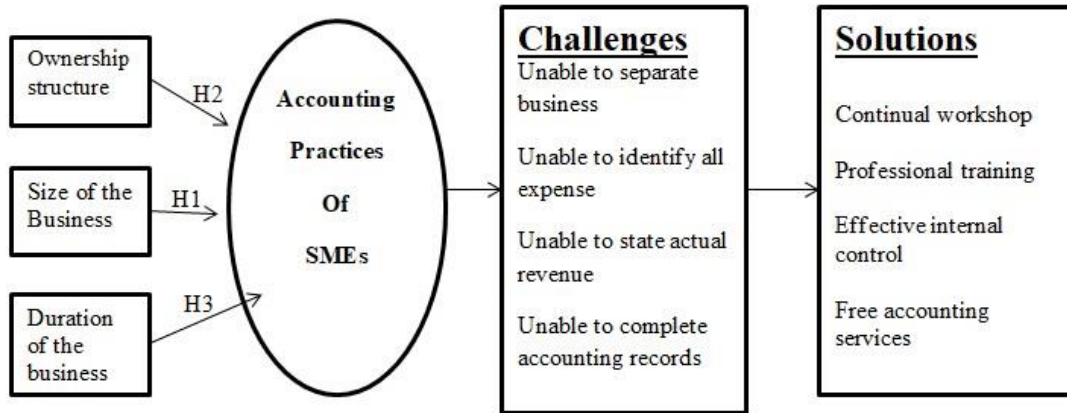 Ownership
structure
H2
Size of the
Business
H1
Duration
of the
business
H3
Accounting
Practices
Of
SMEs
Challenges
Unable to separate
business
Unable to identify all
expense
Unable to state actual
revenue
Unable to complete
accounting records
Solutions
Continual workshop
Professional training
Effective internal
control
Free accounting
services